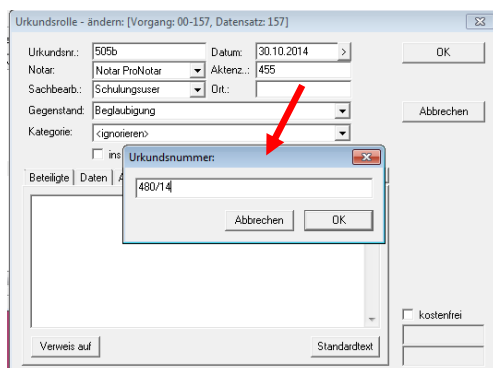 Urkundsrolle - ändern: [Vorgang: 00-157, Datensatz: 157]
Urkundsnr.: 505b Datum: 30.10.2014 > OK
Notar: Notar ProNotar Aktenz..: 455
Sachbearb.: Schulungsuser Ort.:
Gegenstand: Beglaubigung Abbrechen
Kategorie: <ignorieren>
ins
Urkundsnummer:
Beteiligte Daten A
480/14
Abbrechen OK
kostenfrei
Verweis auf Standardtext